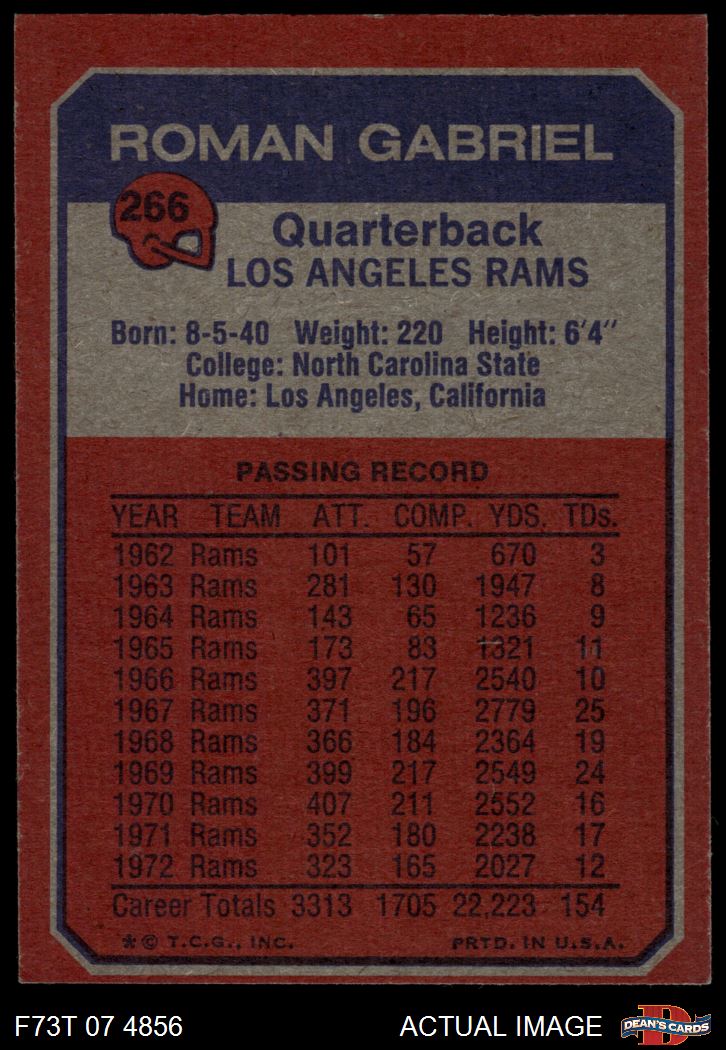 ROMAN GABRIEL
266
Quarterback
LOS ANGELES RAMS
Born: 8-5-40 Weight: 220 Height: 6'4"
College: North Carolina State
Home: Los Angeles, California
PASSING RECORD
YEAR TEAM ATT. COMP. YDS. TDs.
1962 Rams 101 57 670 3
1963 Rams 281 130 1947 8
1964 Rams 143 65 1236 9
1965 Rams 173 83 1321 11
1966 Rams 397 217 2540 10
1967 Rams 371 196 2779 25
1968 Rams 366 184 2364 19
1969 Rams 399 217 2549 24
1970 Rams 407 211 2552 16
1971 Rams 352 180 2238 17
1972 Rams 323 165 2027 12
Career Totals 3313 1705 22,223 154
* © T.C.G., INC. PRTD. IN U.S.A.
F73T 07 4856 ACTUAL IMAGE D DEAN'S CARDS